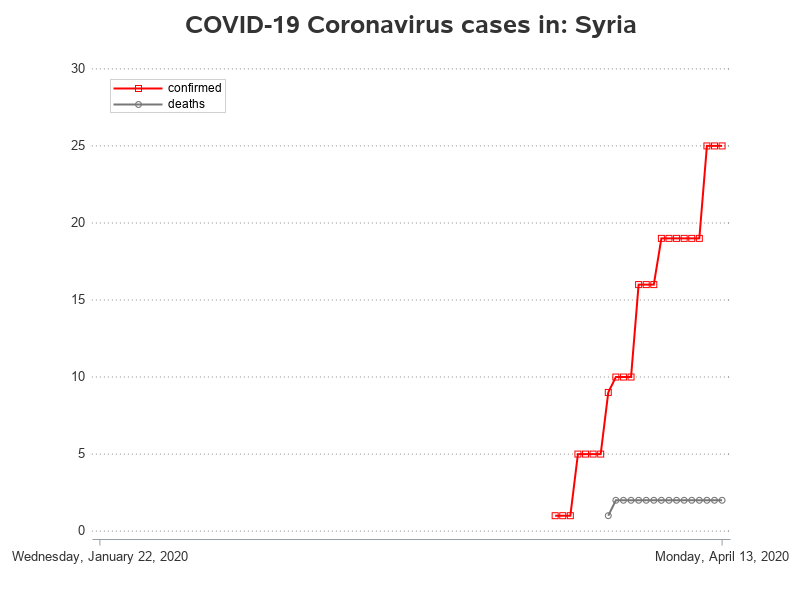 COVID-19 Coronavirus cases in: Syria
30
confirmed
deaths
25
20
15
10
5
0
Wednesday, January 22, 2020
Monday, April 13, 2020